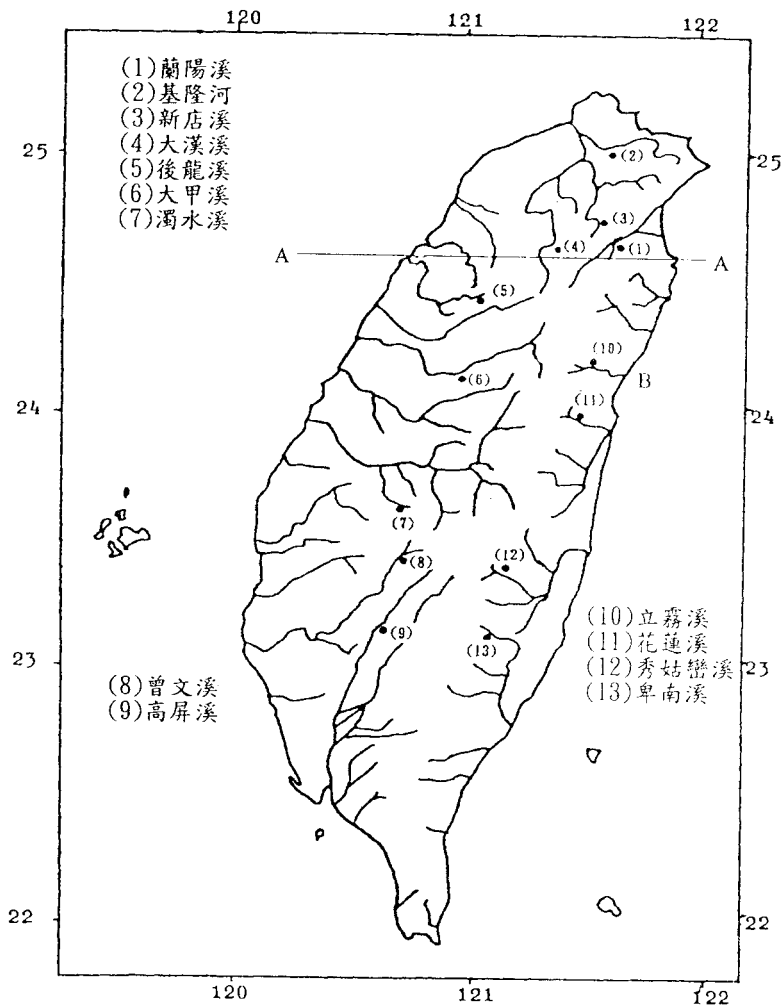 120 121 122
(1)蘭陽溪
(2)基隆河
(3)新店溪
(4)大漢溪
(5)後龍溪
(6)大甲溪
(7)濁水溪
25 25
(2)
(3)
(4) (1)
A A
(5)
(10)
(6) B
24 (11) 24
(7)
(8) (12)
(9) (13)
(10)立霧溪
(11)花蓮溪
(12)秀姑巒溪
(13)卑南溪
23 23
(8)曾文溪
(9)高屏溪
22 22
120 121 122